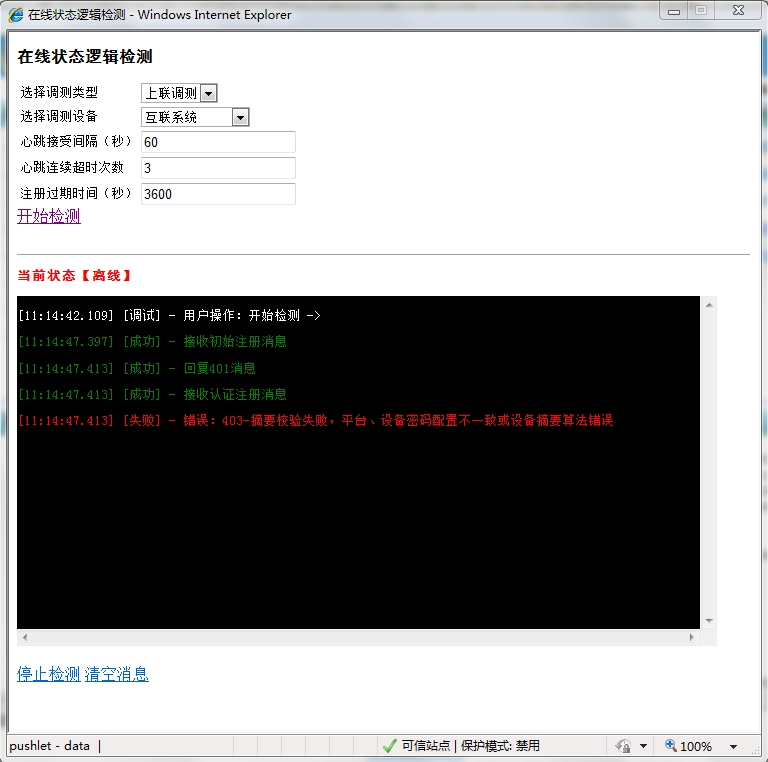 在线状态逻辑检测 - Windows Internet Explorer
在线状态逻辑检测
选择调测类型 上联调测
选择调测设备 互联系统
心跳接受间隔（秒） 60
心跳连续超时次数 3
注册过期时间（秒） 3600
开始检测
当前状态【离线】
[11:14:42.109] [调试] - 用户操作：开始检测 ->
[11:14:47.397] [成功] - 接收初始注册消息
[11:14:47.413] [成功] - 回复401消息
[11:14:47.413] [成功] - 接收认证注册消息
[11:14:47.413] [失败] - 错误：403-摘要校验失败，平台、设备密码配置不一致或设备摘要算法错误
停止检测 清空消息
pushlet - data | 可信站点 | 保护模式: 禁用 100%